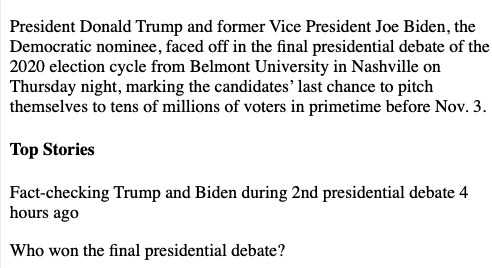 President Donald Trump and former Vice President Joe Biden, the
Democratic nominee, faced off in the final presidential debate of the
2020 election cycle from Belmont University in Nashville on
Thursday night, marking the candidates’ last chance to pitch
themselves to tens of millions of voters in primetime before Nov. 3.
Top Stories
Fact-checking Trump and Biden during 2nd presidential debate 4
hours ago
Who won the final presidential debate?